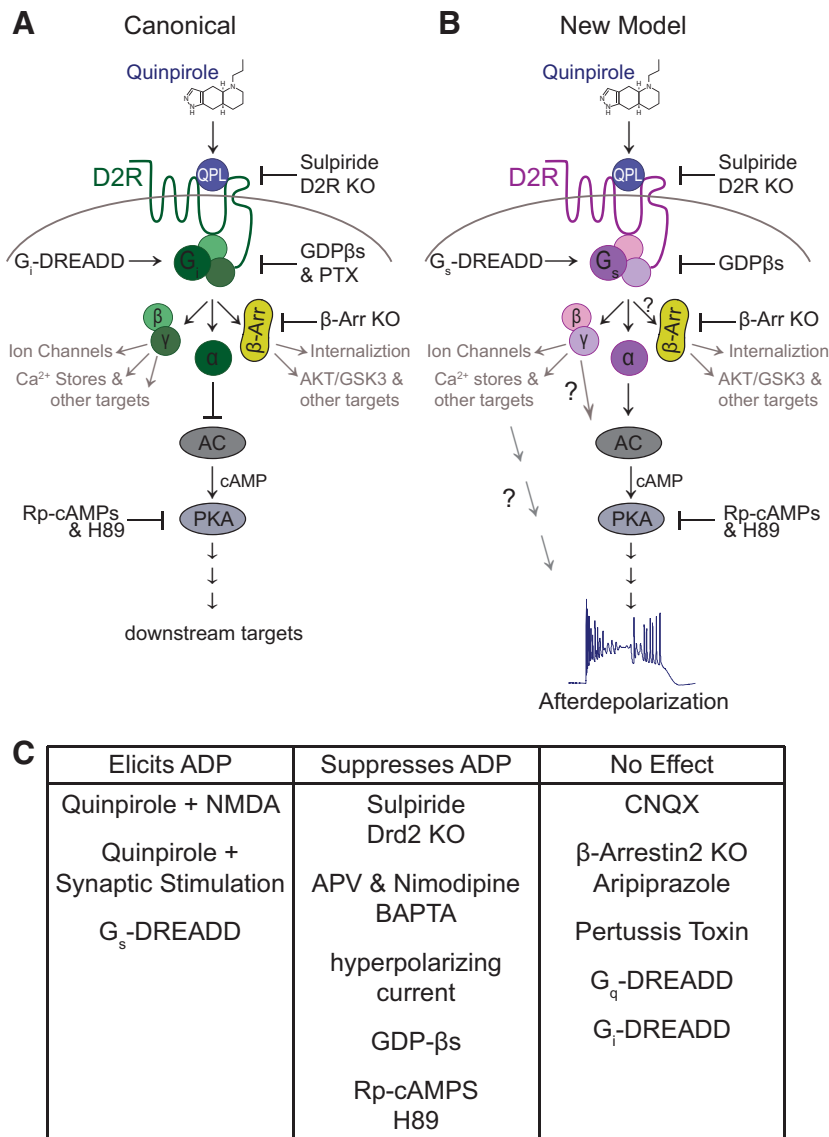 A Canonical
Quinpirole
H
N
N
NH
H
D2R
QPL
Sulpiride
D2R KO
Gi-DREADD
Gi
GDPβs
& PTX
β
γ
α
β-Arr
β-Arr KO
Ion Channels
Ca2+ Stores &
other targets
Internaliztion
AKT/GSK3 &
other targets
AC
cAMP
Rp-cAMPs
& H89
PKA
downstream targets
B New Model
Quinpirole
H
N
N
NH
H
D2R
QPL
Sulpiride
D2R KO
Gs-DREADD
Gs
GDPβs
?
β
γ
α
β-Arr
β-Arr KO
Ion Channels
Ca2+ stores &
other targets
Internaliztion
AKT/GSK3 &
other targets
?
AC
cAMP
?
PKA
Rp-cAMPs
& H89
Afterdepolarization
C
Elicits ADP
Quinpirole + NMDA
Quinpirole +
Synaptic Stimulation
Gs-DREADD
Suppresses ADP
Sulpiride
Drd2 KO
APV & Nimodipine
BAPTA
hyperpolarizing
current
GDP-βs
Rp-cAMPS
H89
No Effect
CNQX
β-Arrestin2 KO
Aripiprazole
Pertussis Toxin
Gq-DREADD
Gi-DREADD